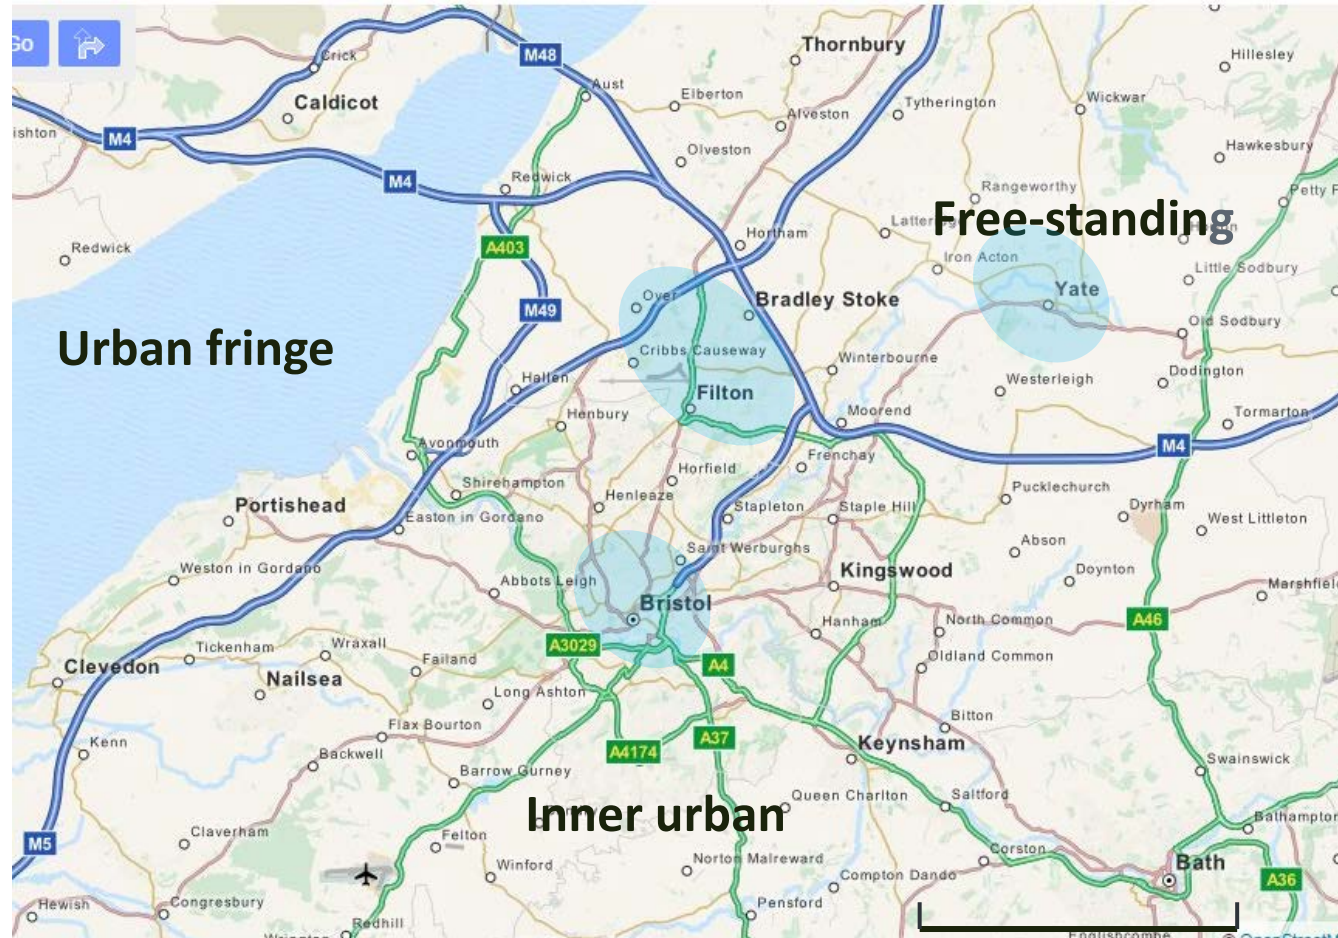 Go
Thornbury
Crick
M48
Hillesley
Aust
Elberton
Wickwar
Caldicot
Tytherington
Alveston
ishton
M4
Hawkesbury
Olveston
M4
Redwick
Rangeworthy
Petty F
Free-standing
Redwick
A403
Hortham
Iron Acton
Little Sodbury
Over
Yate
Bradley Stoke
M49
Old Sodbury
Urban fringe
Cribbs Causeway
Winterbourne
Hallen
Westerleigh
Dodington
Filton
Henbury
Moorend
Tormarton
Avonmouth
M4
Frenchay
Horfield
Shirehampton
Pucklechurch
Henleaze
Portishead
Stapleton
Staple Hill
Dyrham
Easton in Gordano
West Littleton
Saint Werburghs
Abson
Weston in Gordano
Kingswood
Doynton
Abbots Leigh
Marshfiel
Bristol
Hanham
North Common
A46
A3029
Tickenham
Wraxall
Failand
Oldland Common
Clevedon
A4
Nailsea
Long Ashton
Bitton
Flax Bourton
Kenn
A37
Keynsham
Backwell
A4174
Swainswick
Barrow Gurney
Inner urban
Queen Charlton
Saltford
Claverham
Felton
Bathampton
M5
Winford
Norton Malreward
Corston
Bath
Compton Dando
A36
Hewish
Congresbury
Pensford
Redhill
Englishcombe
OpenStreetM